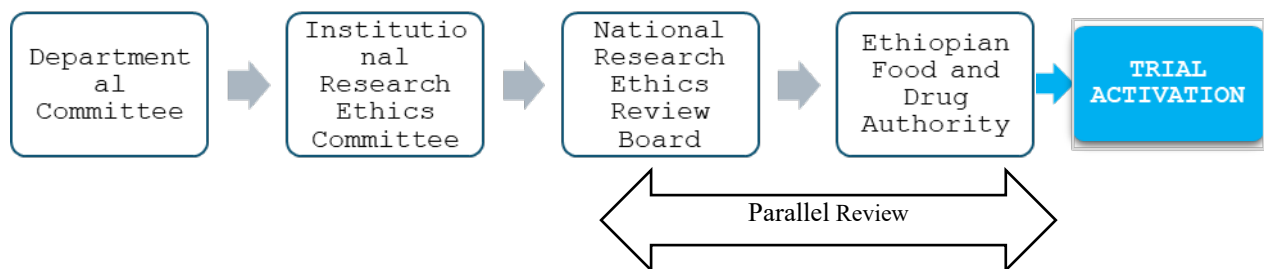 Department
al
Committee
Institutio
nal
Research
Ethics
Committee
National
Research
Ethics
Review
Board
Ethiopian
Food and
Drug
Authority
TRIAL
ACTIVATION
Parallel Review